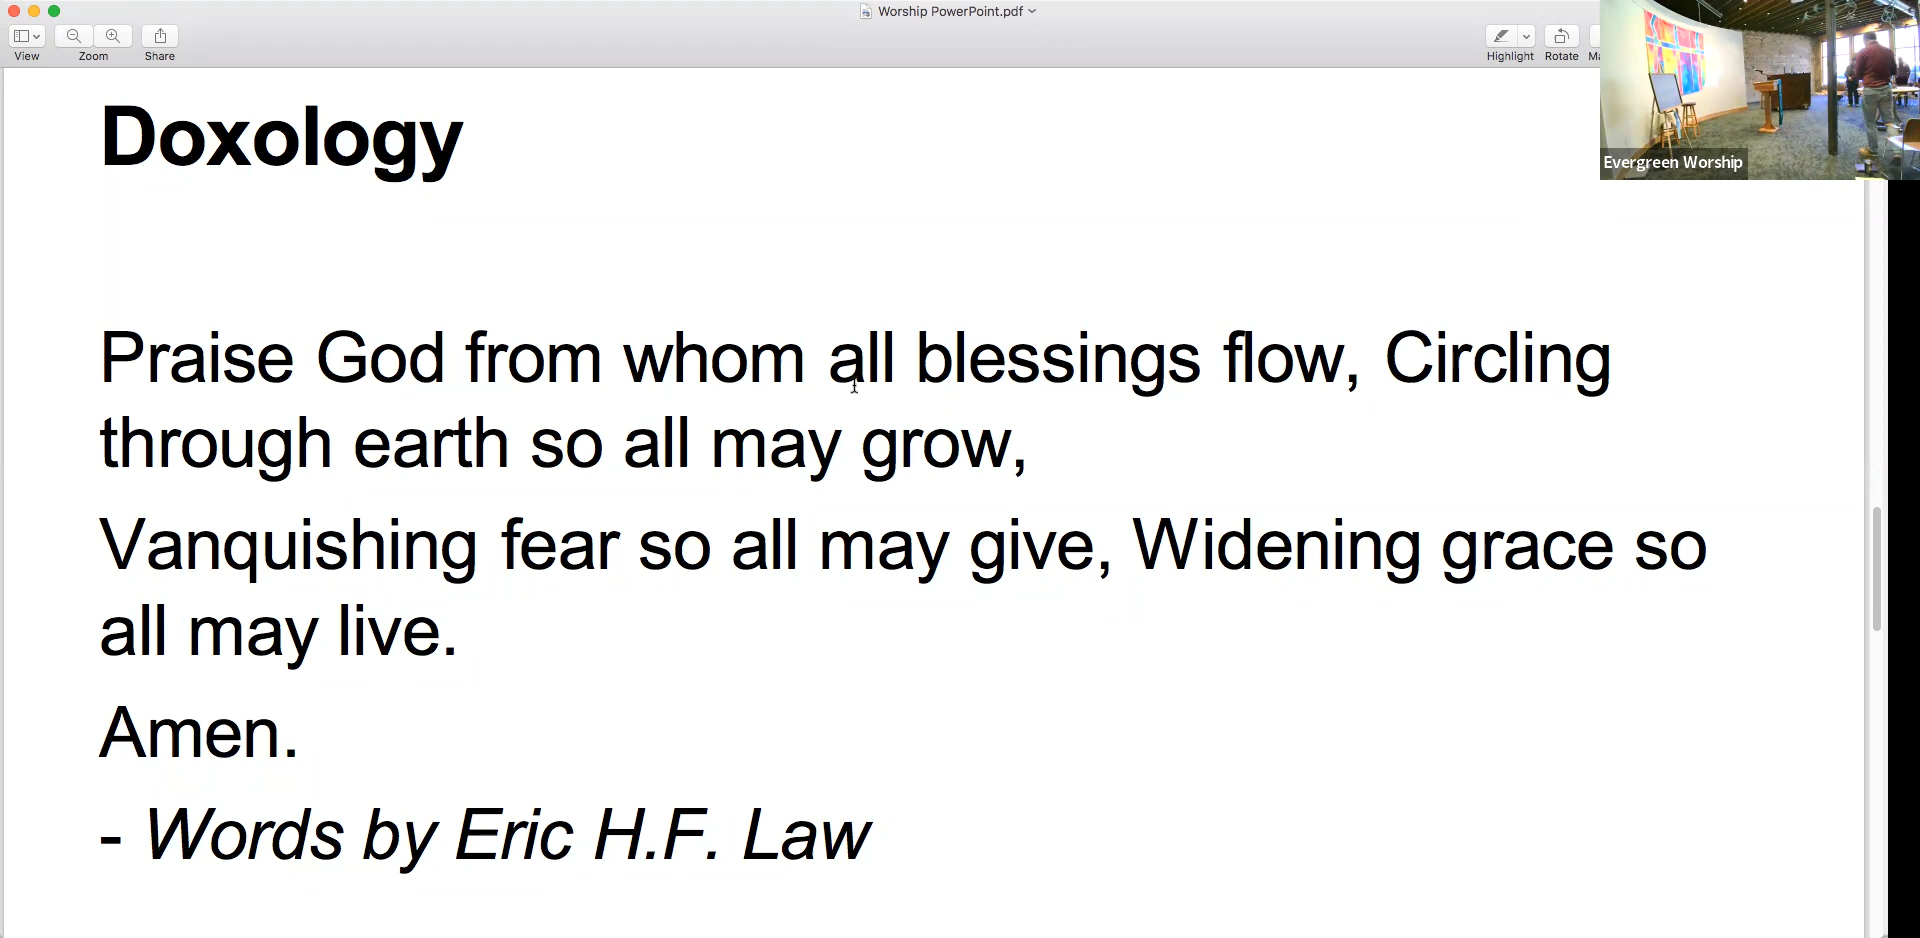 Worship PowerPoint.pdf
View
Zoom
Share
Highlight
Rotate
Evergreen Worship
Doxology
Praise God from whom all blessings flow, Circling
through earth so all may grow,
Vanquishing fear so all may give, Widening grace so
all may live.
Amen.
- Words by Eric H.F. Law